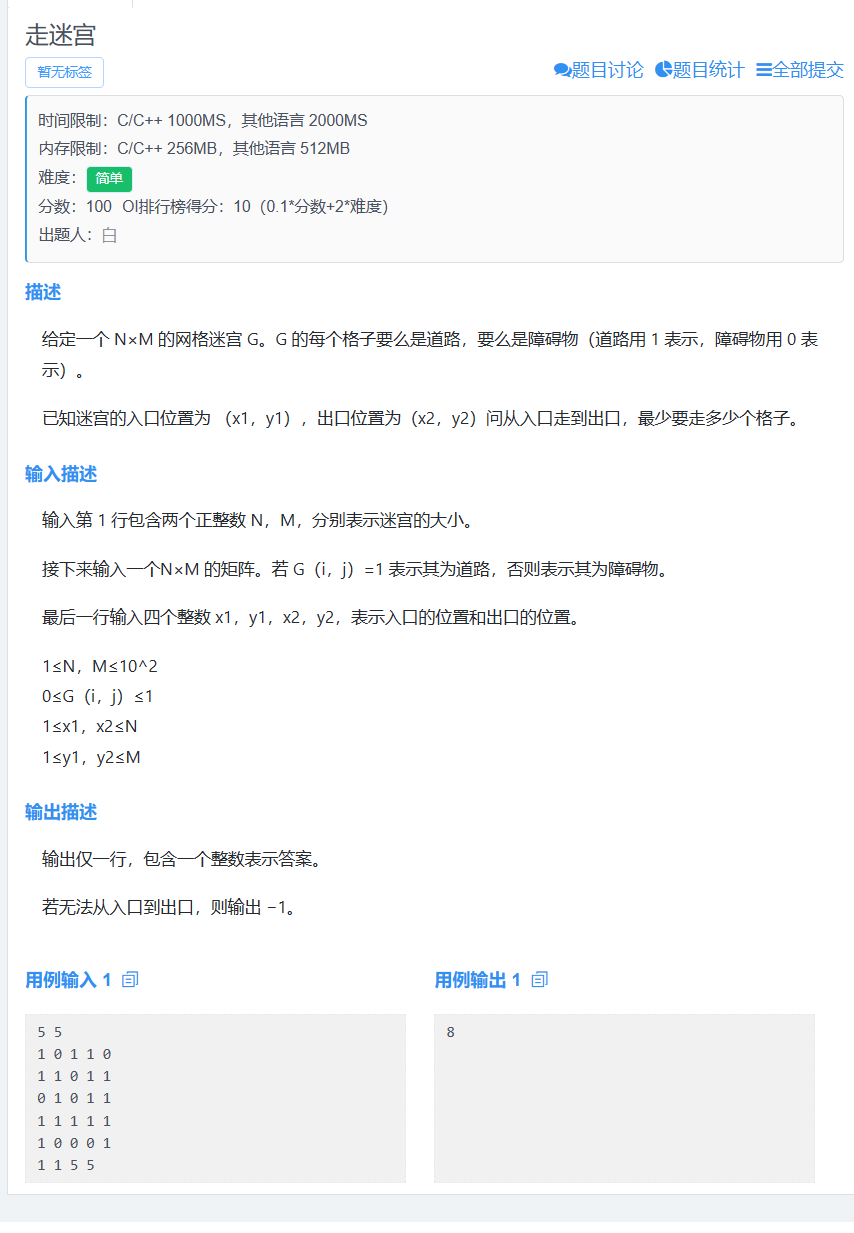 走迷宫
暂无标签
题目讨论 题目统计 全部提交
时间限制：C/C++ 1000MS，其他语言 2000MS
内存限制：C/C++ 256MB，其他语言 512MB
难度： 简单
分数：100 OI排行榜得分：10（0.1*分数+2*难度）
出题人：白
描述
给定一个 N×M 的网格迷宫 G。G 的每个格子要么是道路，要么是障碍物（道路用 1 表示，障碍物用 0 表
示）。
已知迷宫的入口位置为 （x1，y1），出口位置为（x2，y2）问从入口走到出口，最少要走多少个格子。
输入描述
输入第 1 行包含两个正整数 N，M，分别表示迷宫的大小。
接下来输入一个N×M 的矩阵。若 G（i，j）=1 表示其为道路，否则表示其为障碍物。
最后一行输入四个整数 x1，y1，x2，y2，表示入口的位置和出口的位置。
1≤N，M≤10^2
0≤G（i，j）≤1
1≤x1，x2≤N
1≤y1，y2≤M
输出描述
输出仅一行，包含一个整数表示答案。
若无法从入口到出口，则输出 −1。
用例输入 1
5 5
1 0 1 1 0
1 1 0 1 1
0 1 0 1 1
1 1 1 1 1
1 0 0 0 1
1 1 5 5
用例输出 1
8